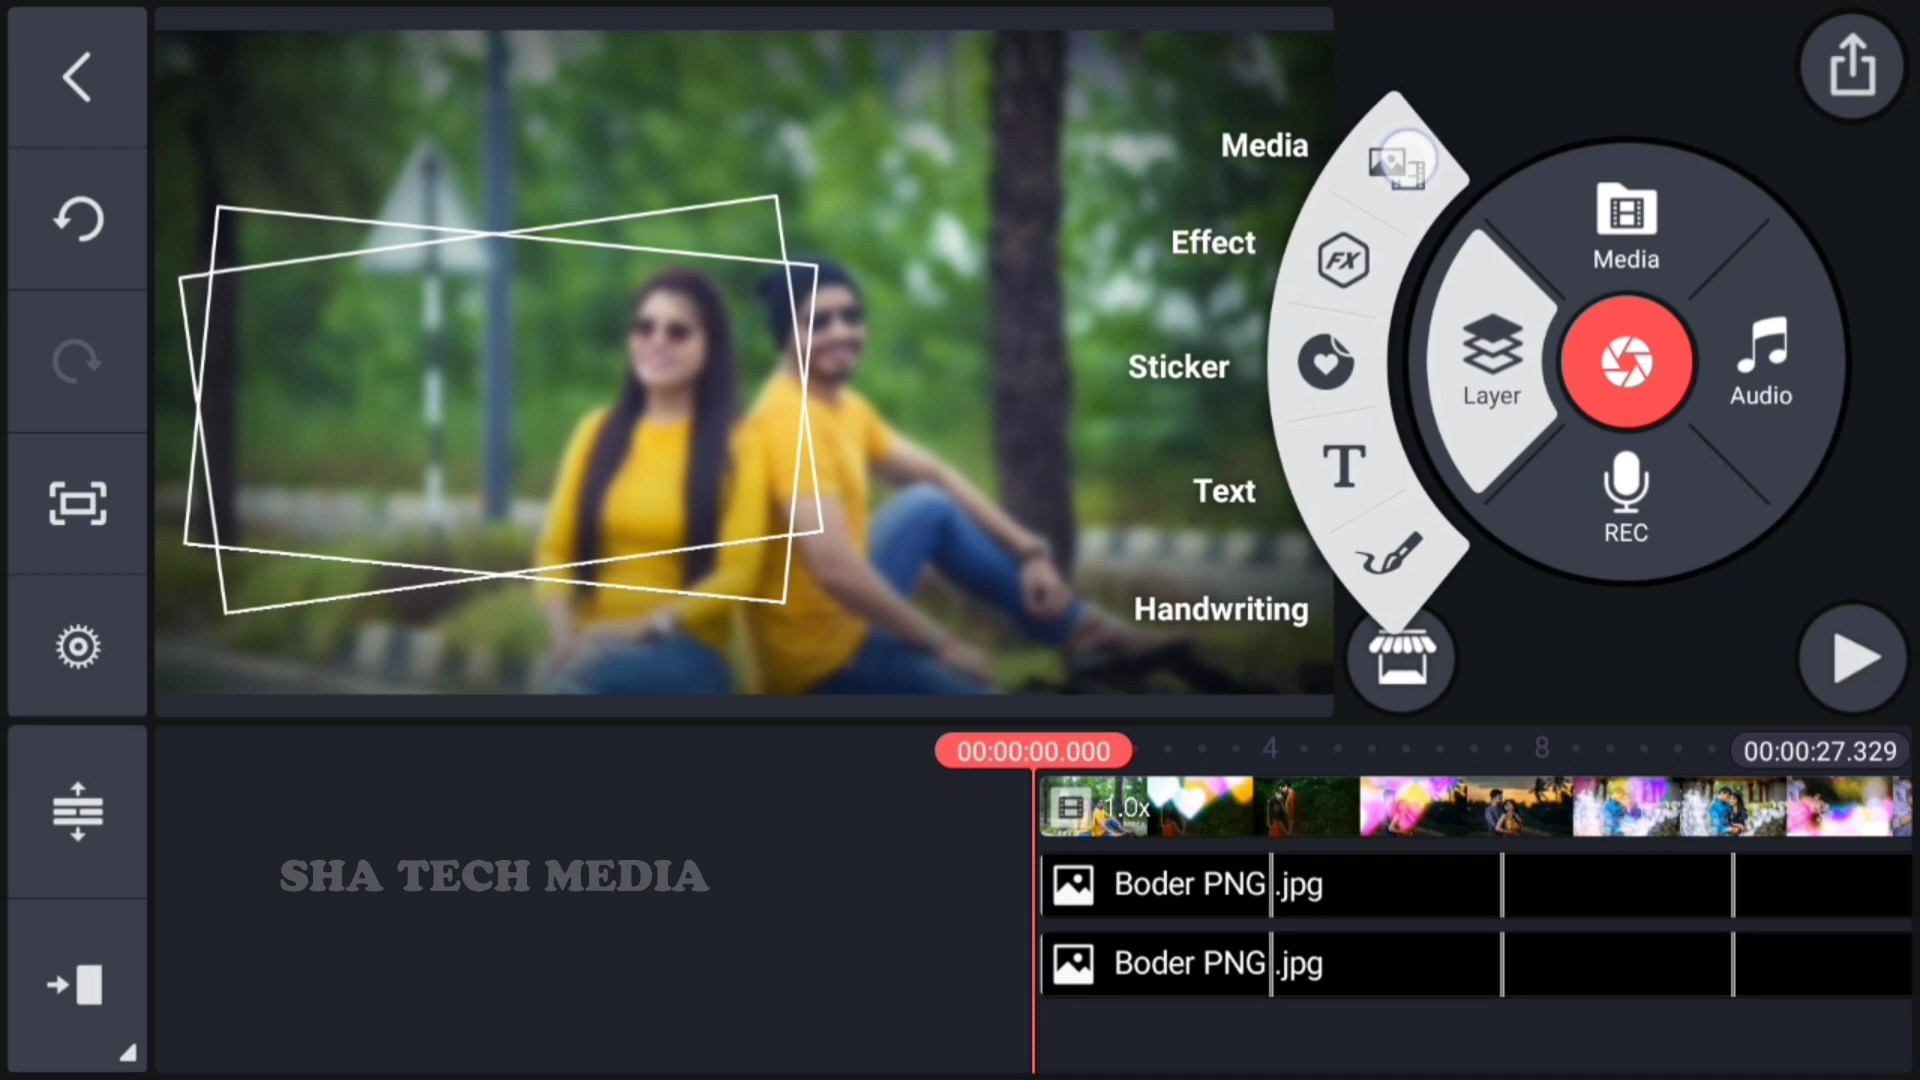 Media
Effect
Sticker
Text
Handwriting
FX
T
Media
Layer
Audio
REC
00:00:00.000
4
8
00:00:27.329
1.0x
Boder PNG .jpg
Boder PNG .jpg
SHA TECH MEDIA